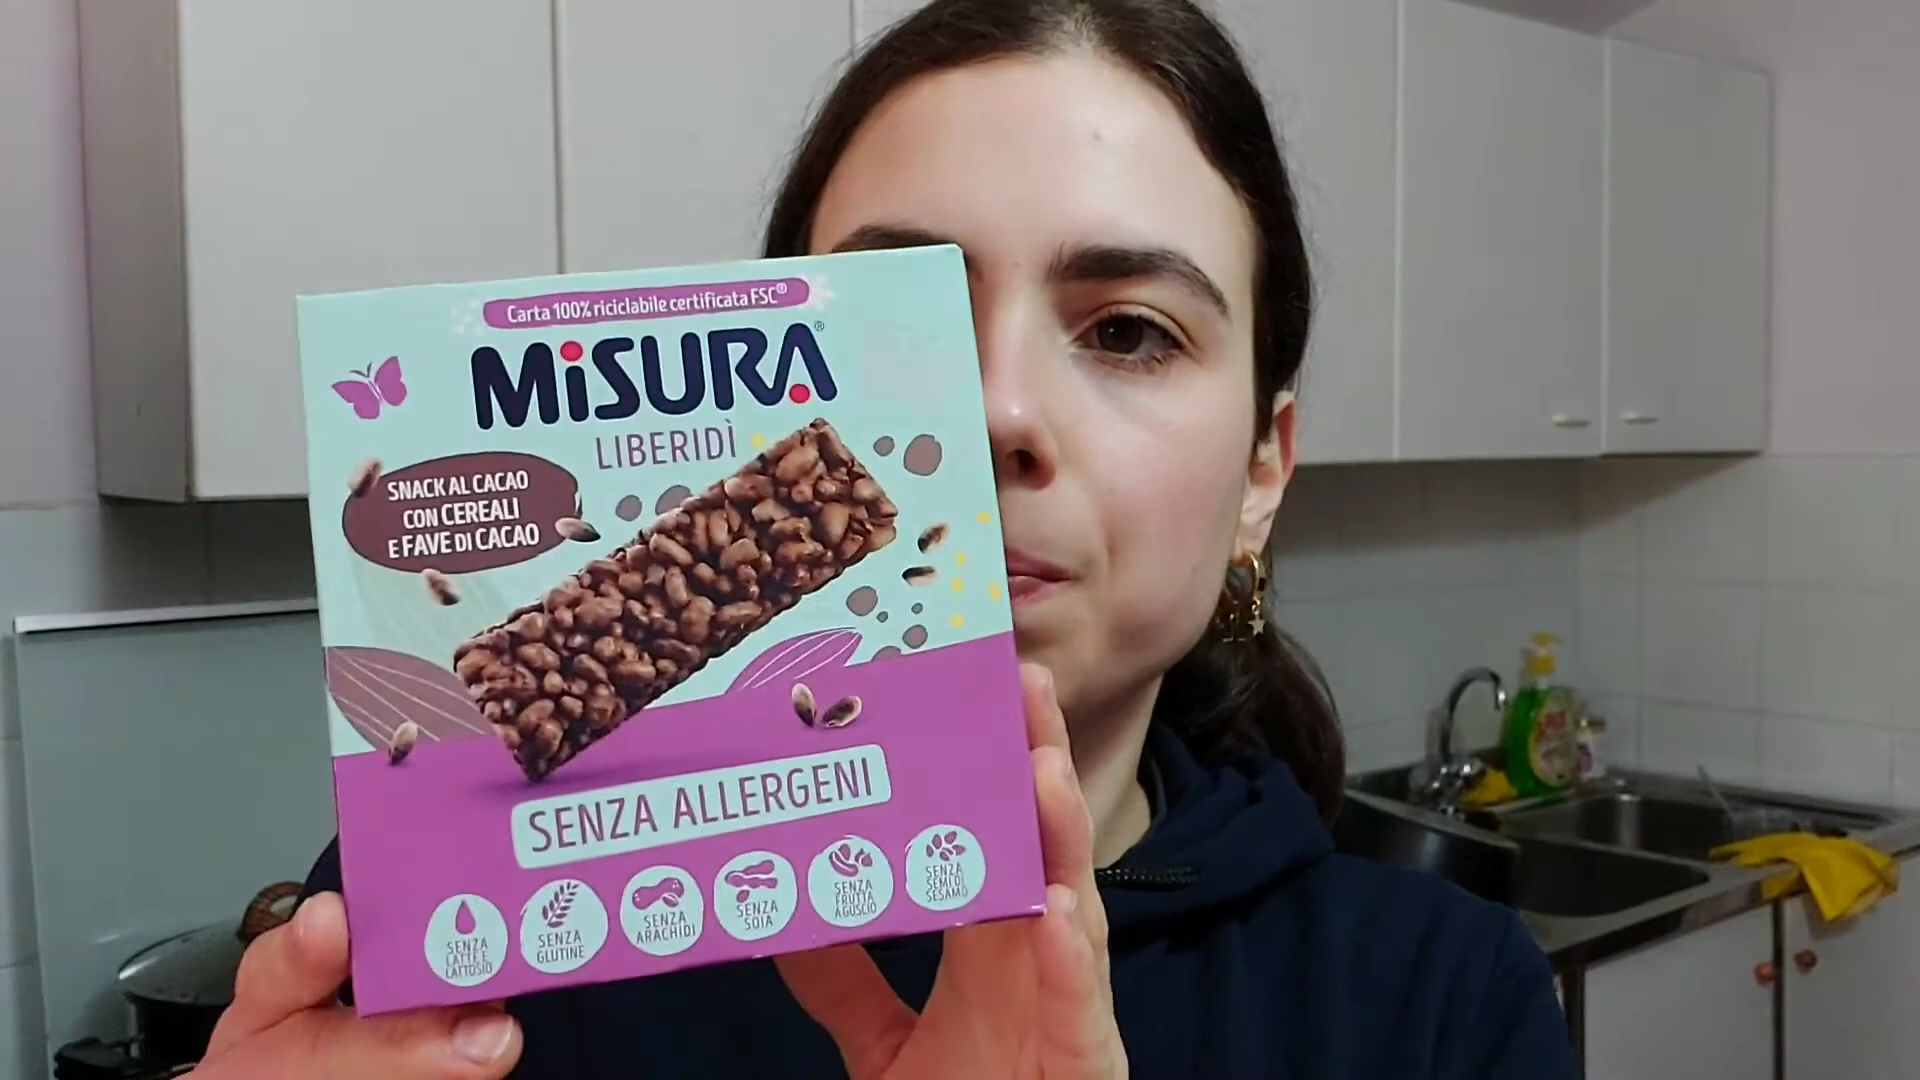 Carta 100% riciclabile certificata FSC®
MiSURA®
LIBERIDÌ
SNACK AL CACAO
CON CEREALI
E FAVE DI CACAO
SENZA ALLERGENI
SENZA
LATTE E
LATTOSIO
SENZA
GLUTINE
SENZA
ARACHIDI
SENZA
SOIA
SENZA
FRUTTA
A GUSCIO
SENZA
SEMI DI
SESAMO